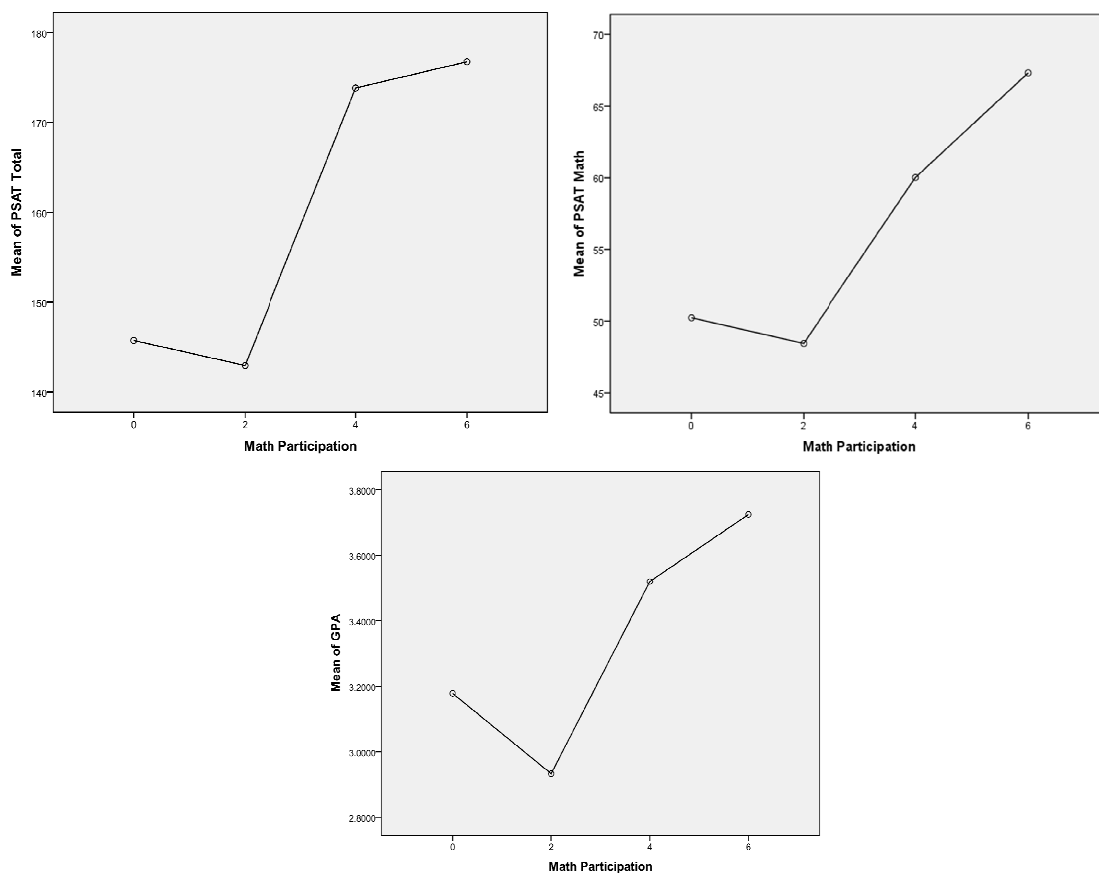 Mean of PSAT Total
180
170
160
150
140
0 2 4 6
Math Participation
Mean of PSAT Math
70
65
60
55
50
45
0 2 4 6
Math Participation
Mean of GPA
3.8000
3.6000
3.4000
3.2000
3.0000
2.8000
0 2 4 6
Math Participation